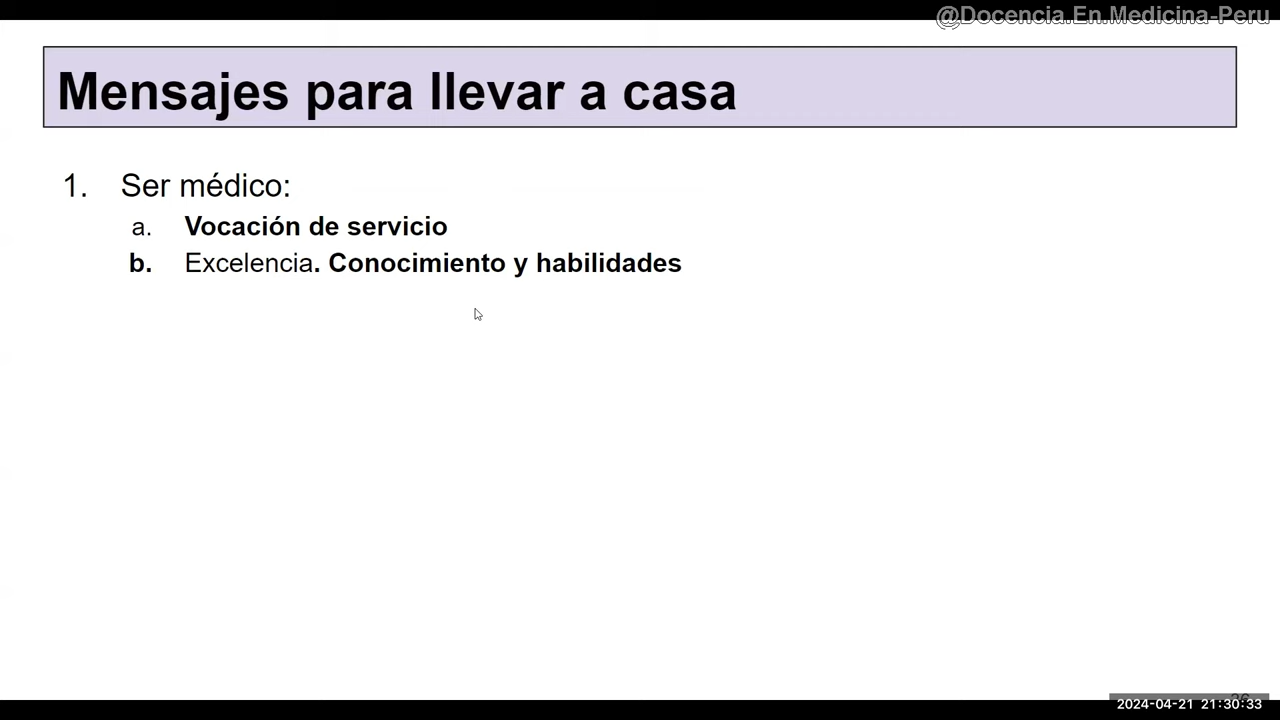 @Docencia.En.Medicina-Peru
Mensajes para llevar a casa
1. Ser médico:
a. Vocación de servicio
b. Excelencia. Conocimiento y habilidades
2024-04-21 21:30:33